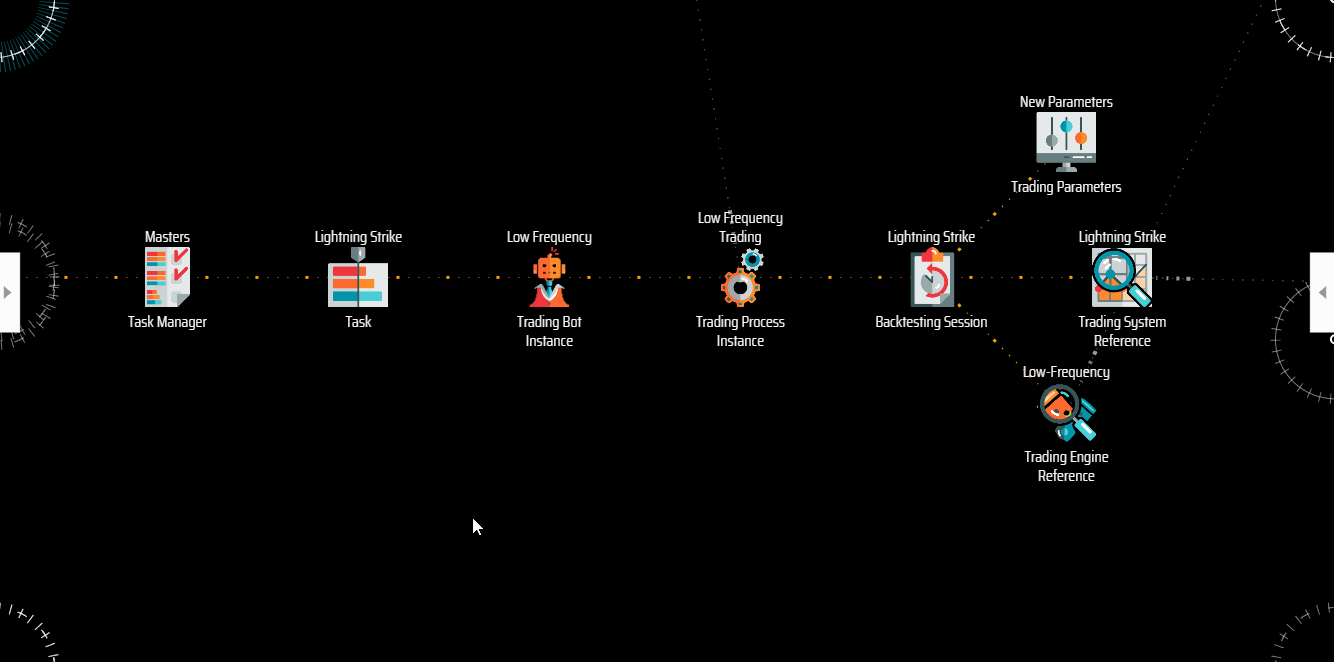 New Parameters
Trading Parameters
Masters
Task Manager
Lightning Strike
Task
Low Frequency
Trading Bot
Instance
Low Frequency
Trading
Trading Process
Instance
Lightning Strike
Backtesting Session
Lightning Strike
Trading System
Reference
Low-Frequency
Trading Engine
Reference